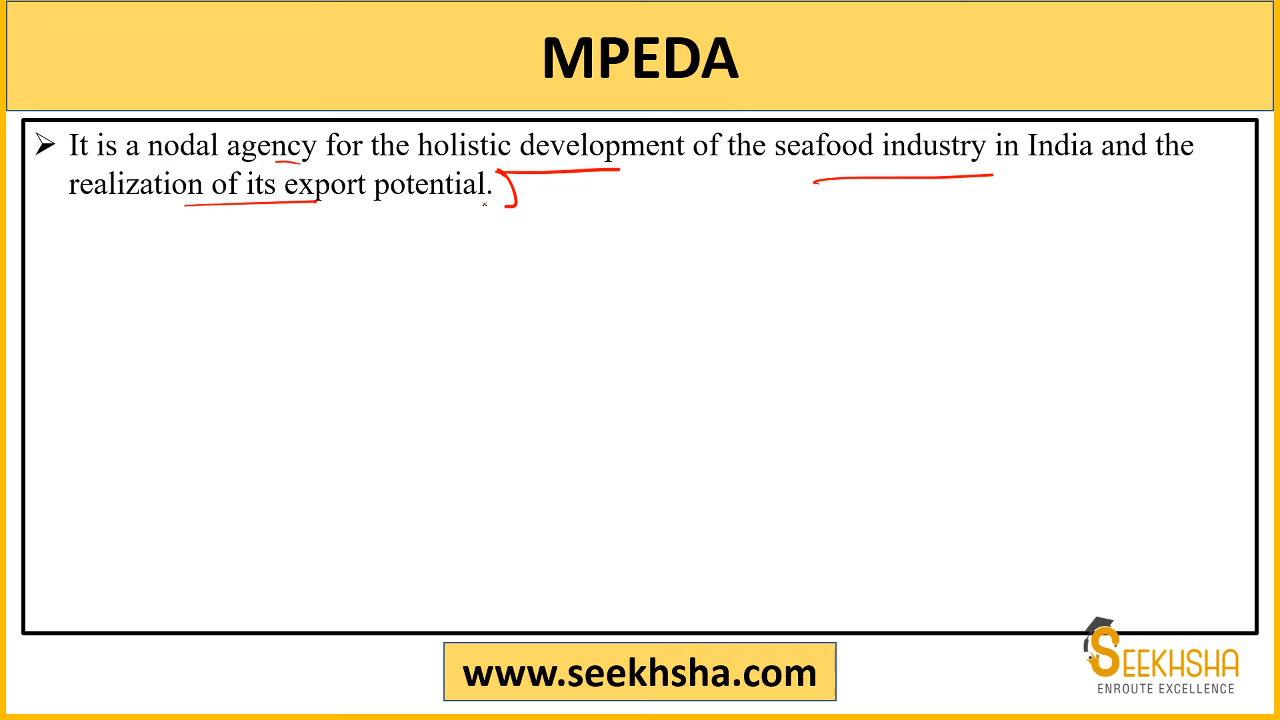 MPEDA
➢ It is a nodal agency for the holistic development of the seafood industry in India and the
realization of its export potential.
www.seekhsha.com
SEEKHSHA
ENROUTE EXCELLENCE